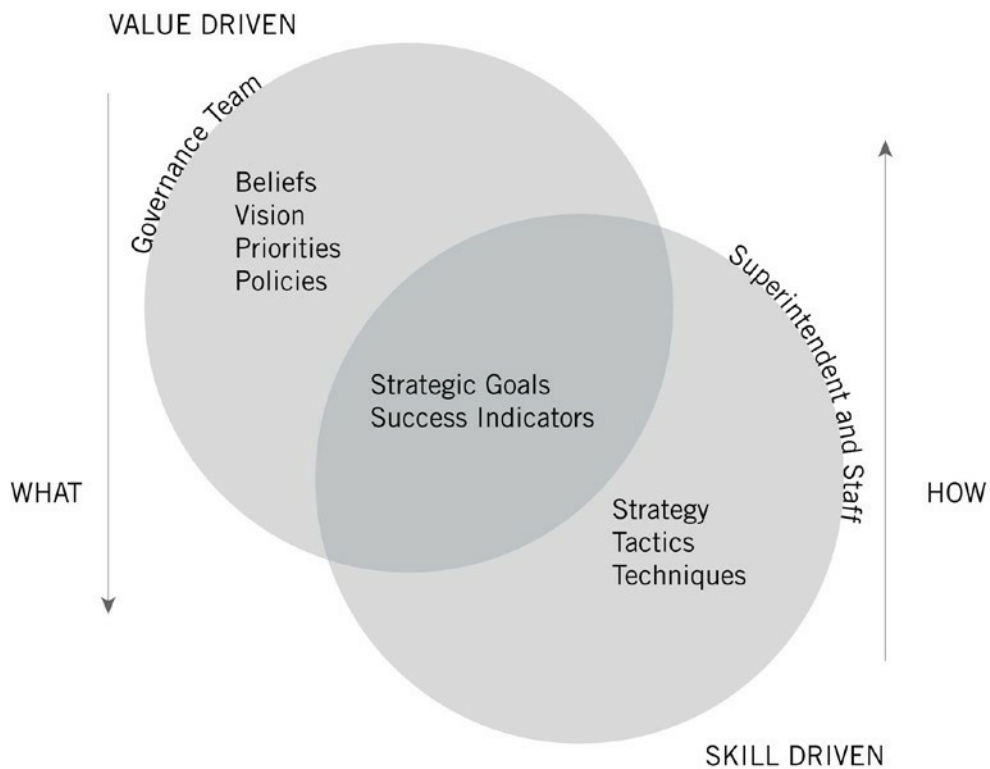 VALUE DRIVEN
Governance Team
Beliefs
Vision
Priorities
Policies
Superintendent and Staff
Strategic Goals
Success Indicators
WHAT
HOW
Strategy
Tactics
Techniques
SKILL DRIVEN